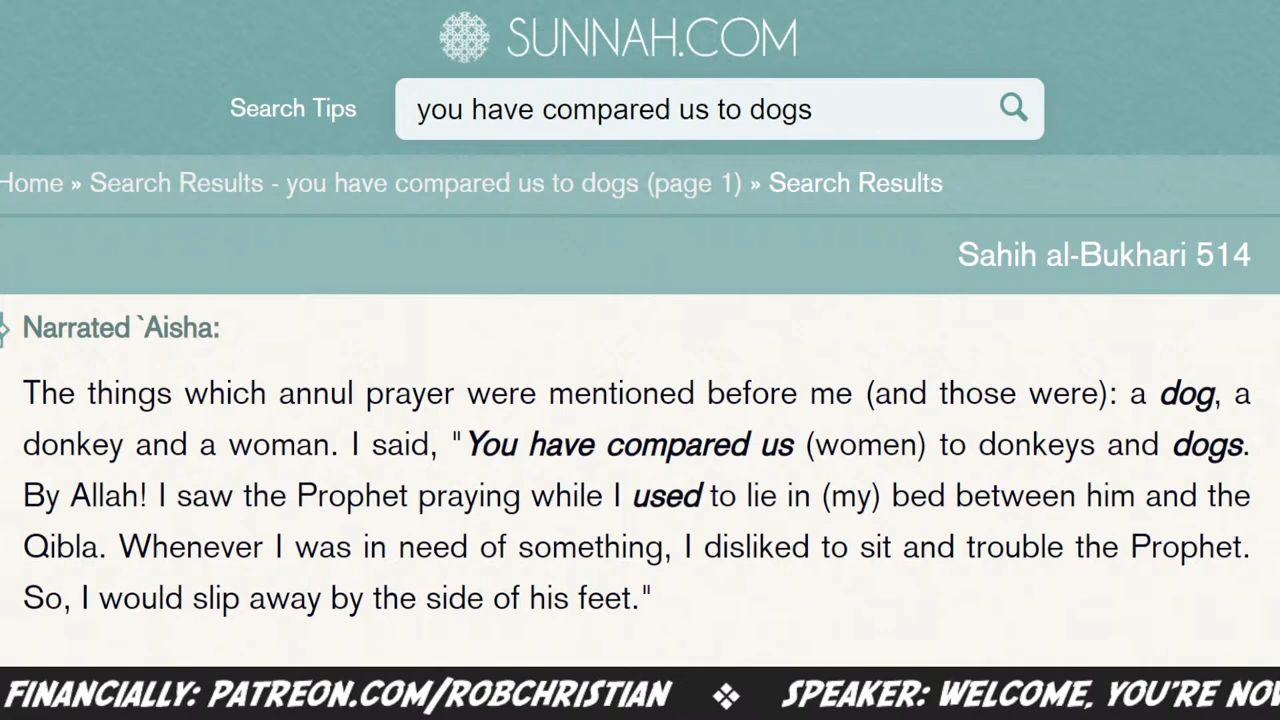 SUNNAH.COM
Search Tips you have compared us to dogs
Home » Search Results - you have compared us to dogs (page 1) » Search Results
Sahih al-Bukhari 514
Narrated `Aisha:
The things which annul prayer were mentioned before me (and those were): a dog, a
donkey and a woman. I said, "You have compared us (women) to donkeys and dogs.
By Allah! I saw the Prophet praying while I used to lie in (my) bed between him and the
Qibla. Whenever I was in need of something, I disliked to sit and trouble the Prophet.
So, I would slip away by the side of his feet."
FINANCIALLY: PATREON.COM/ROBCHRISTIAN ❖ SPEAKER: WELCOME, YOU'RE NOW